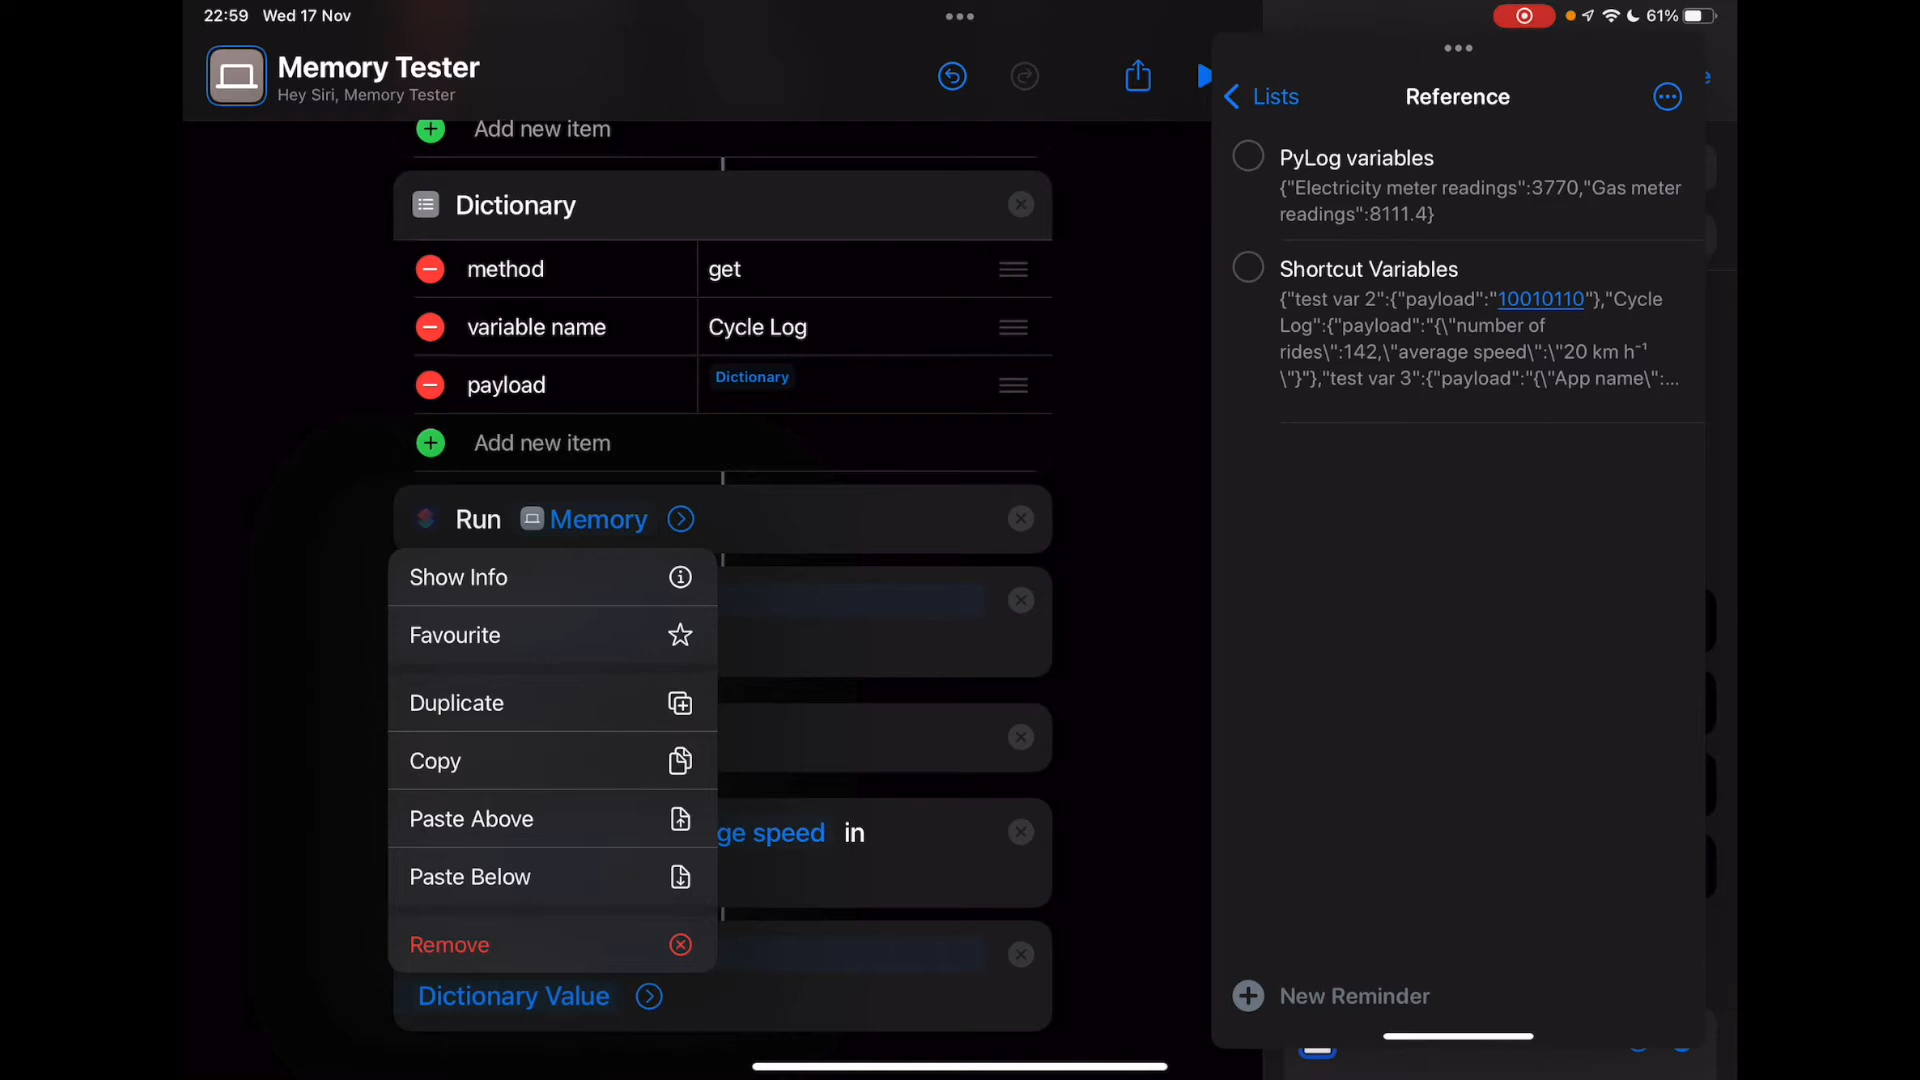 22:59 Wed 17 Nov
61%
Memory Tester
Hey Siri, Memory Tester
Add new item
Dictionary
method get
variable name Cycle Log
payload Dictionary
Add new item
Run Memory
Show Info
Favourite
Duplicate
Copy
Paste Above
Paste Below
Remove
ge speed in
Dictionary Value
Lists
Reference
PyLog variables
{"Electricity meter readings":3770,"Gas meter
readings":8111.4}
Shortcut Variables
{"test var 2":{"payload":"10010110"},"Cycle
Log":{"payload":"{\"number of
rides\":142,\"average speed\":\"20 km h⁻¹
\"}"},"test var 3":{"payload":"{\"App name\":...
New Reminder